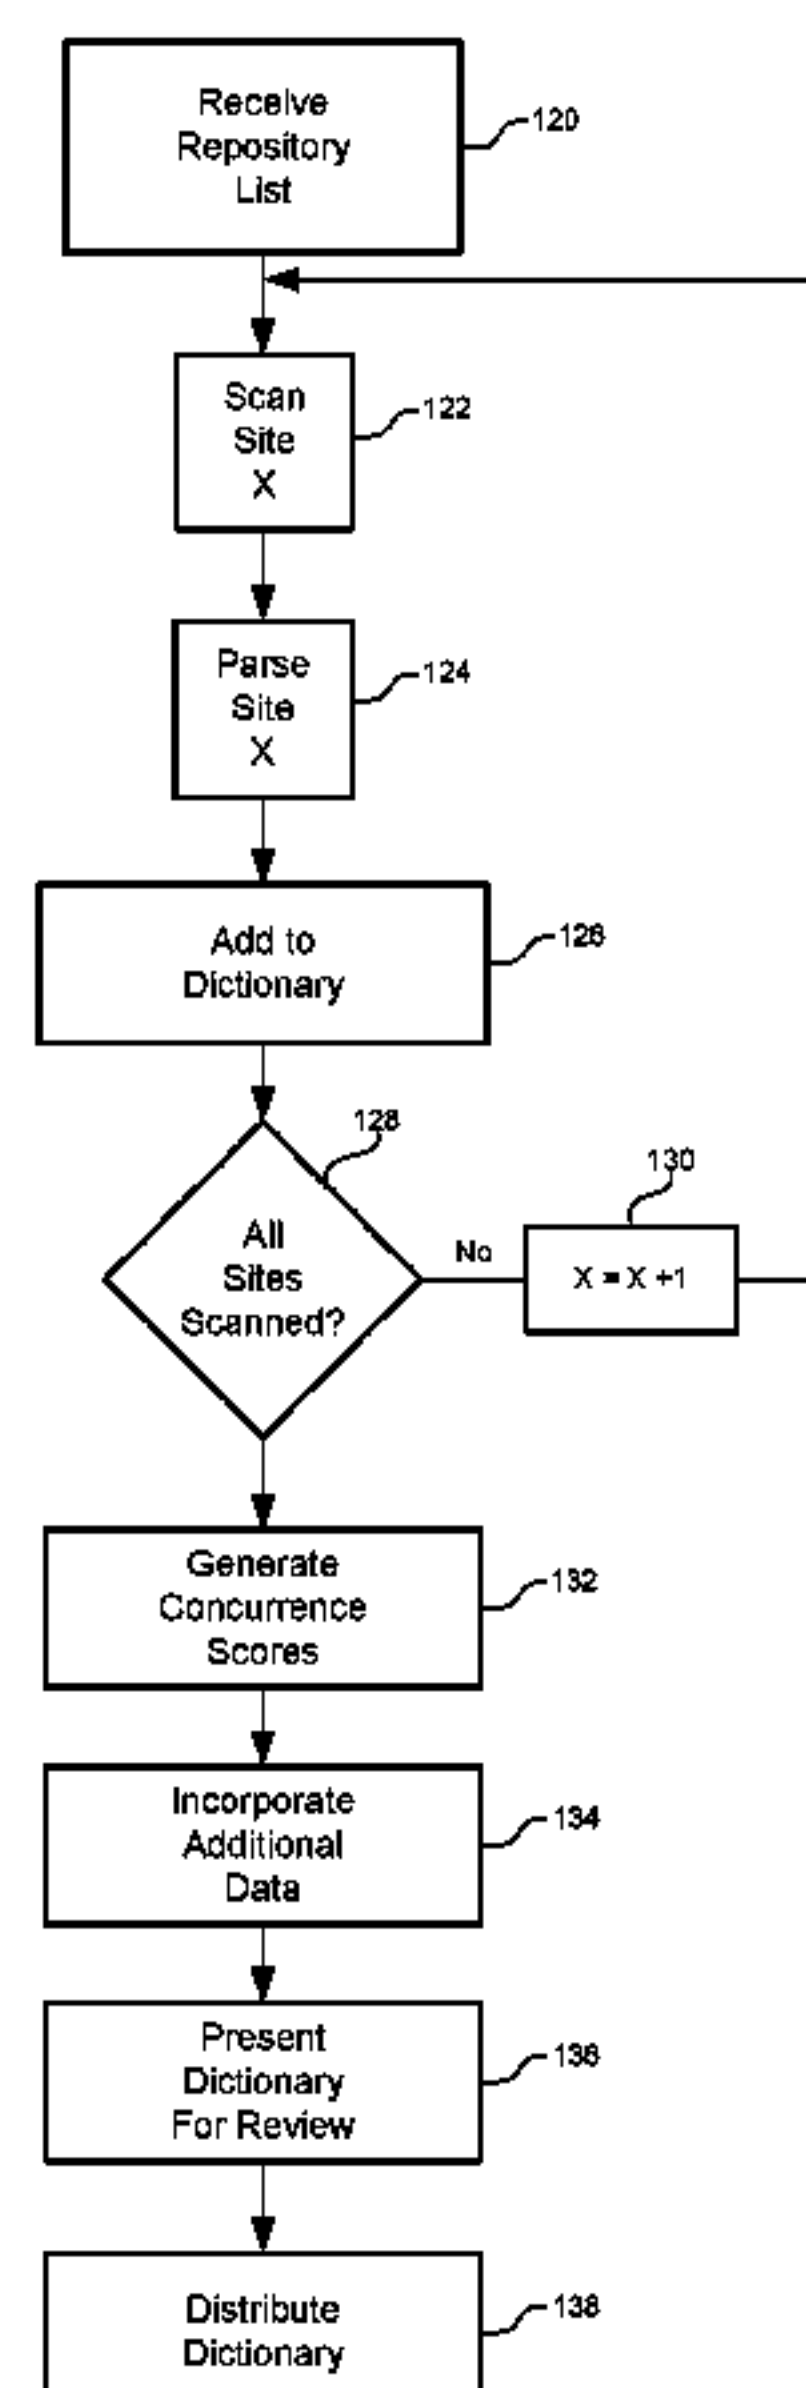 Receive
Repository
List
120
Scan
Site
X
122
Parse
Site
X
124
Add to
Dictionary
126
128
All
Sites
Scanned?
No
130
X = X +1
Generate
Concurrence
Scores
132
Incorporate
Additional
Data
134
Present
Dictionary
For Review
136
Distribute
Dictionary
138